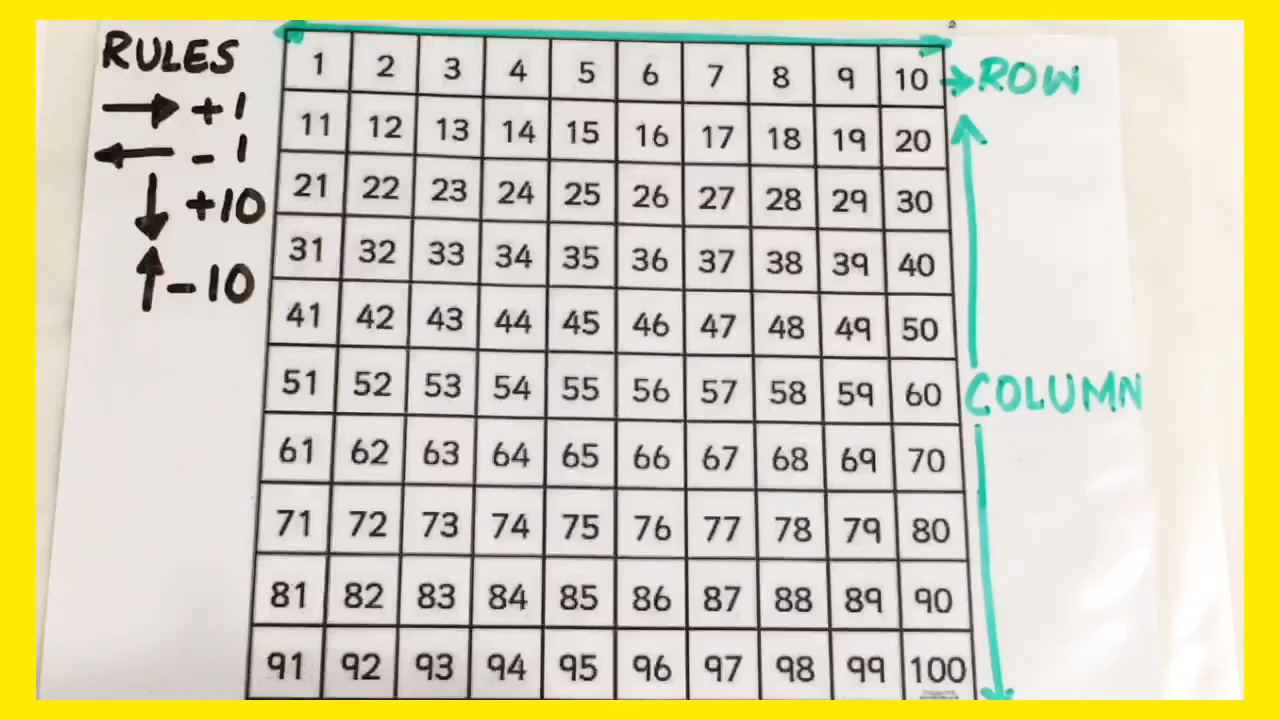 RULES
→ +1
← - 1
↓ +10
↑ - 10
1 2 3 4 5 6 7 8 9 10
11 12 13 14 15 16 17 18 19 20
21 22 23 24 25 26 27 28 29 30
31 32 33 34 35 36 37 38 39 40
41 42 43 44 45 46 47 48 49 50
51 52 53 54 55 56 57 58 59 60
61 62 63 64 65 66 67 68 69 70
71 72 73 74 75 76 77 78 79 80
81 82 83 84 85 86 87 88 89 90
91 92 93 94 95 96 97 98 99 100
→ ROW
COLUMN